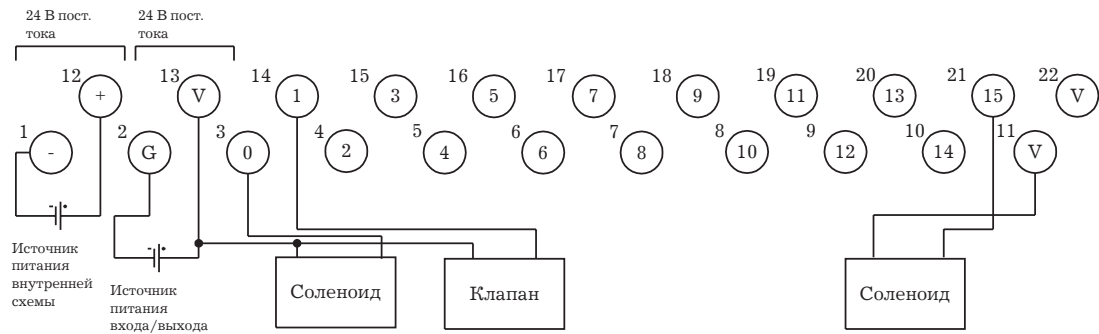 24 В пост.
тока
24 В пост.
тока
12 13 14 15 16 17 18 19 20 21 22
+ V 1 3 5 7 9 11 13 15 V
1 2 3 4 5 6 7 8 9 10 11
- G 0 2 4 6 8 10 12 14 V
- +
- +
Источник
питания
внутренней
схемы
Источник
питания
входа/выхода
Соленоид
Клапан
Соленоид